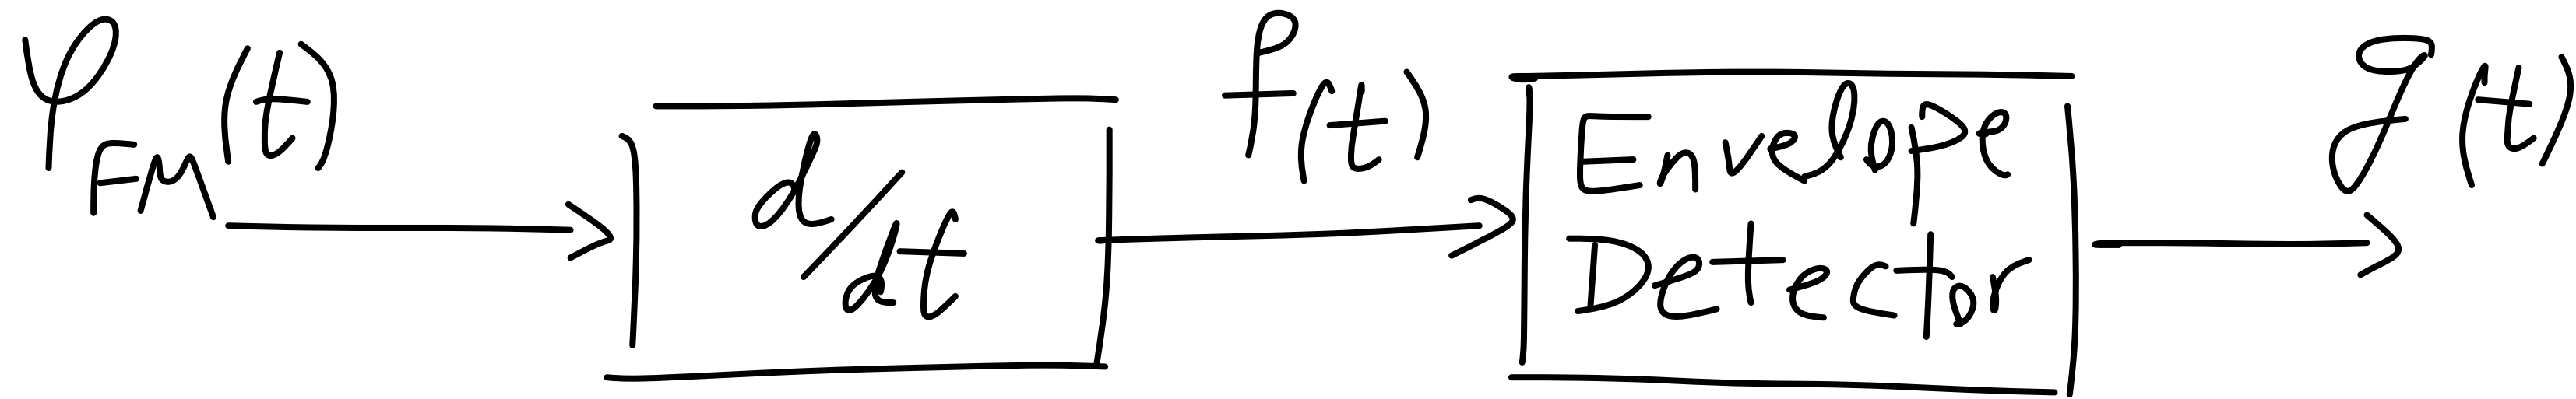 φFM(t)
d/dt
f(t)
Envelope
Detector
g(t)